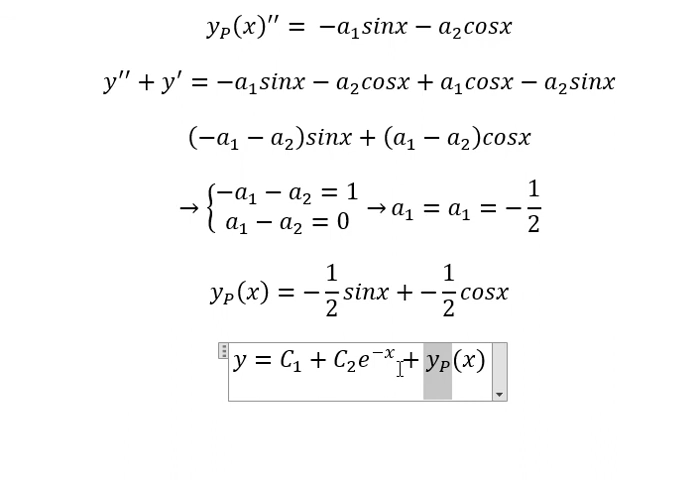 y_P(x)′′ = −a₁sinx − a₂cosx
y′′ + y′ = −a₁sinx − a₂cosx + a₁cosx − a₂sinx
(−a₁ − a₂)sinx + (a₁ − a₂)cosx
→ {−a₁ − a₂ = 1
a₁ − a₂ = 0 → a₁ = a₁ = −1/2
y_P(x) = −1/2 sinx + −1/2 cosx
y = C₁ + C₂e^{−x} + y_P(x)